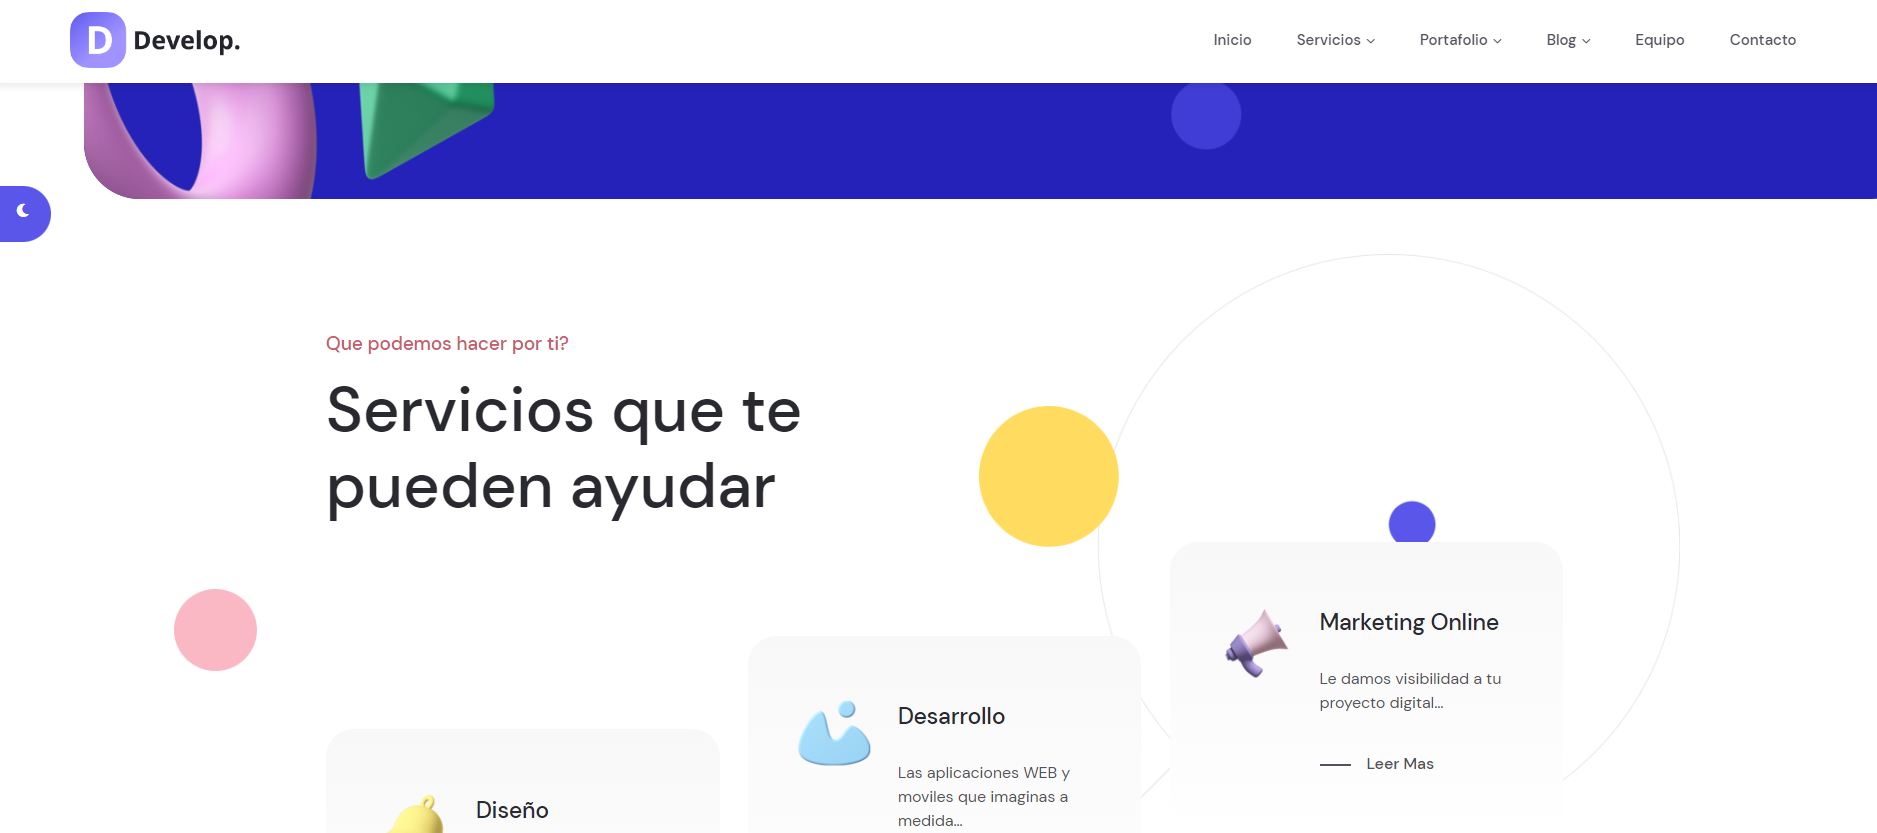 D Develop.
Inicio Servicios Portafolio Blog Equipo Contacto
Que podemos hacer por ti?
Servicios que te
pueden ayudar
Diseño
Desarrollo
Las aplicaciones WEB y
moviles que imaginas a
medida...
Marketing Online
Le damos visibilidad a tu
proyecto digital...
Leer Mas